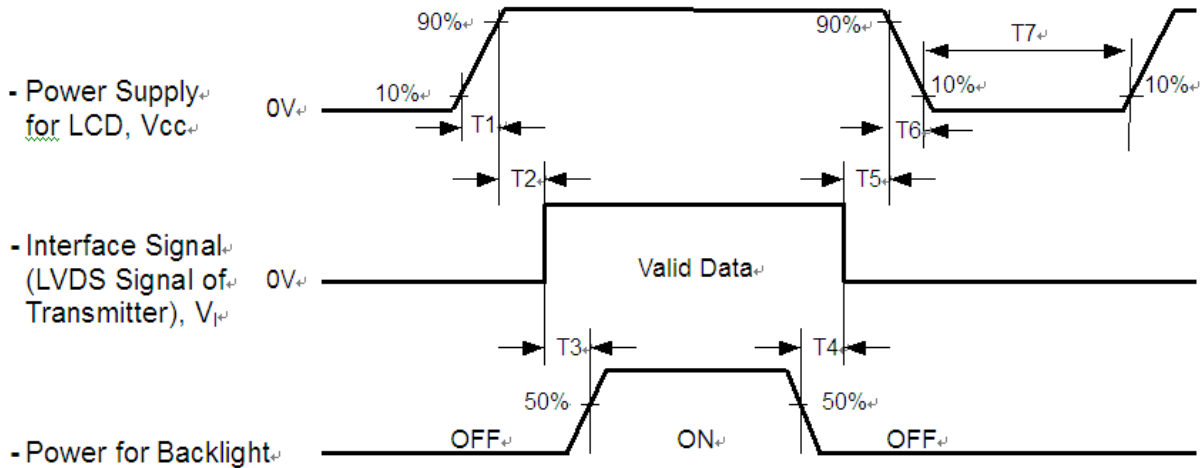 90%
90%
T7
- Power Supply
for LCD, Vcc
10%
0V
T1
T6
10%
10%
T2
T5
- Interface Signal
(LVDS Signal of
Transmitter), VI
0V
Valid Data
T3
T4
50%
50%
- Power for Backlight
OFF
ON
OFF